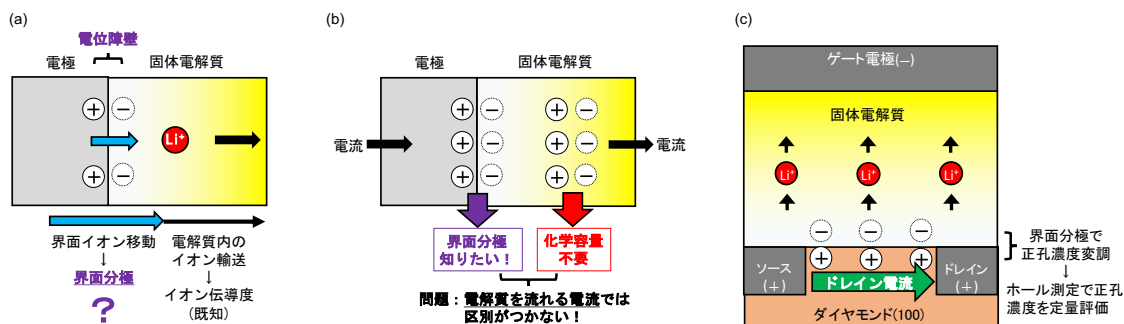 (a)
電位障壁
電極
固体電解質
+
−
Li⁺
+
−
界面イオン移動
↓
界面分極
?
電解質内の
イオン輸送
↓
イオン伝導度
(既知)
(b)
電極
固体電解質
+ −
+ −
+ −
+ −
+ −
+ −
電流
電流
界面分極
知りたい!
化学容量
不要
問題:電解質を流れる電流では
区別がつかない!
(c)
ゲート電極(−)
固体電解質
Li⁺ Li⁺ Li⁺
− − −
+ + +
ソース
(+)
ドレイン電流
ドレイン
(+)
ダイヤモンド(100)
界面分極で
正孔濃度変調
↓
ホール測定で正孔
濃度を定量評価